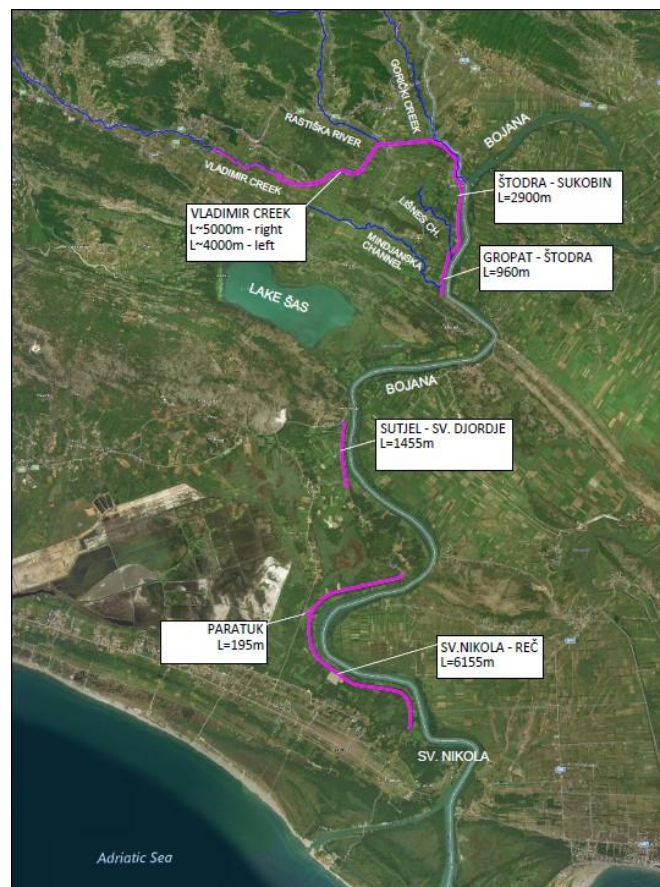 GORIČKI CREEK
BOJANA
RASTIŠKA RIVER
VLADIMIR CREEK
ŠTODRA - SUKOBIN
L=2900m
VLADIMIR CREEK
L~5000m - right
L~4000m - left
LIŠNES CH.
MINDJANSKA
CHANNEL
GROPAT - ŠTODRA
L=960m
LAKE ŠAS
BOJANA
SUTJEL - SV. DJORDJE
L=1455m
PARATUK
L=195m
SV.NIKOLA - REČ
L=6155m
SV. NIKOLA
Adriatic Sea